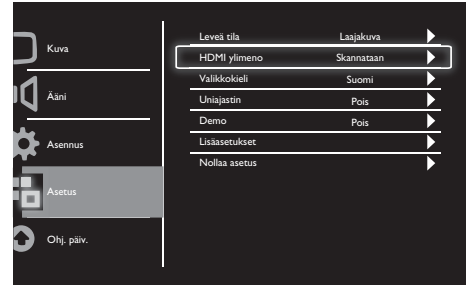 Kuva
Ääni
Asennus
Asetus
Ohj. päiv.
Leveä tila Laajakuva
HDMI ylimeno Skannataan
Valikkokieli Suomi
Uniajastin Pois
Demo Pois
Lisäasetukset
Nollaa asetus